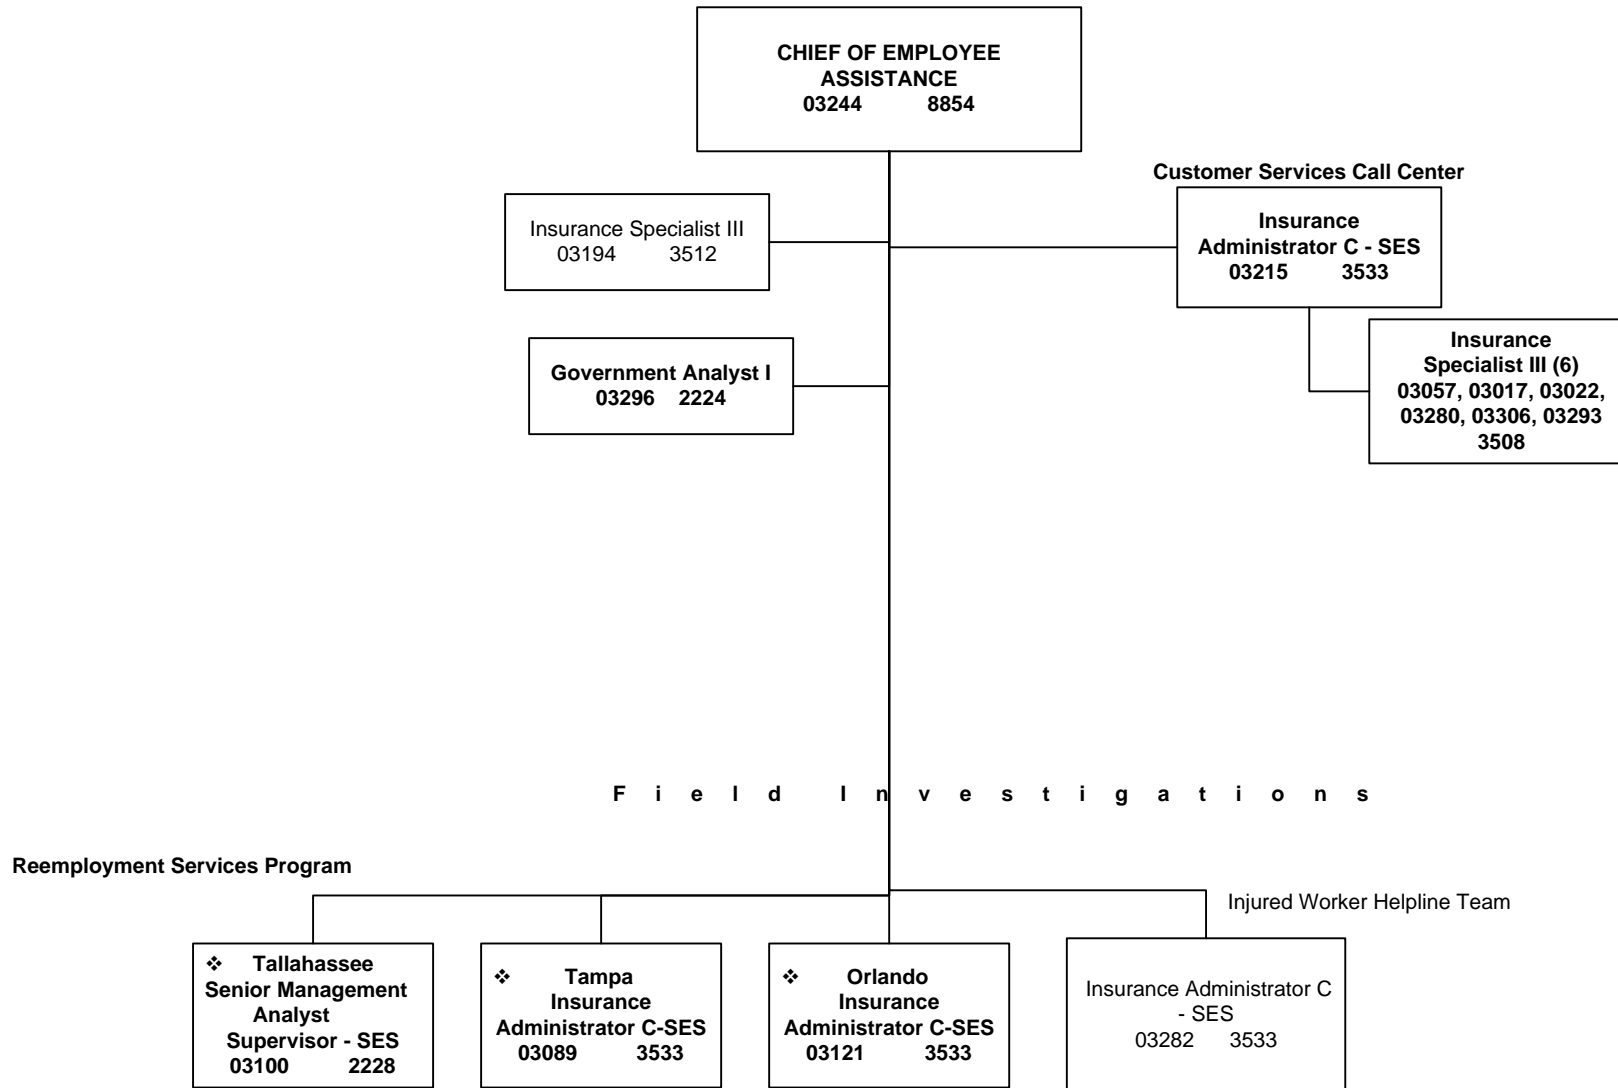 CHIEF OF EMPLOYEE
ASSISTANCE
03244 8854
Customer Services Call Center
Insurance Specialist III
03194 3512
Insurance
Administrator C - SES
03215 3533
Government Analyst I
03296 2224
Insurance
Specialist III (6)
03057, 03017, 03022,
03280, 03306, 03293
3508
F i e l d I n v e s t i g a t i o n s
Reemployment Services Program
Injured Worker Helpline Team
❖ Tallahassee
Senior Management
Analyst
Supervisor - SES
03100 2228
❖ Tampa
Insurance
Administrator C-SES
03089 3533
❖ Orlando
Insurance
Administrator C-SES
03121 3533
Insurance Administrator C
- SES
03282 3533